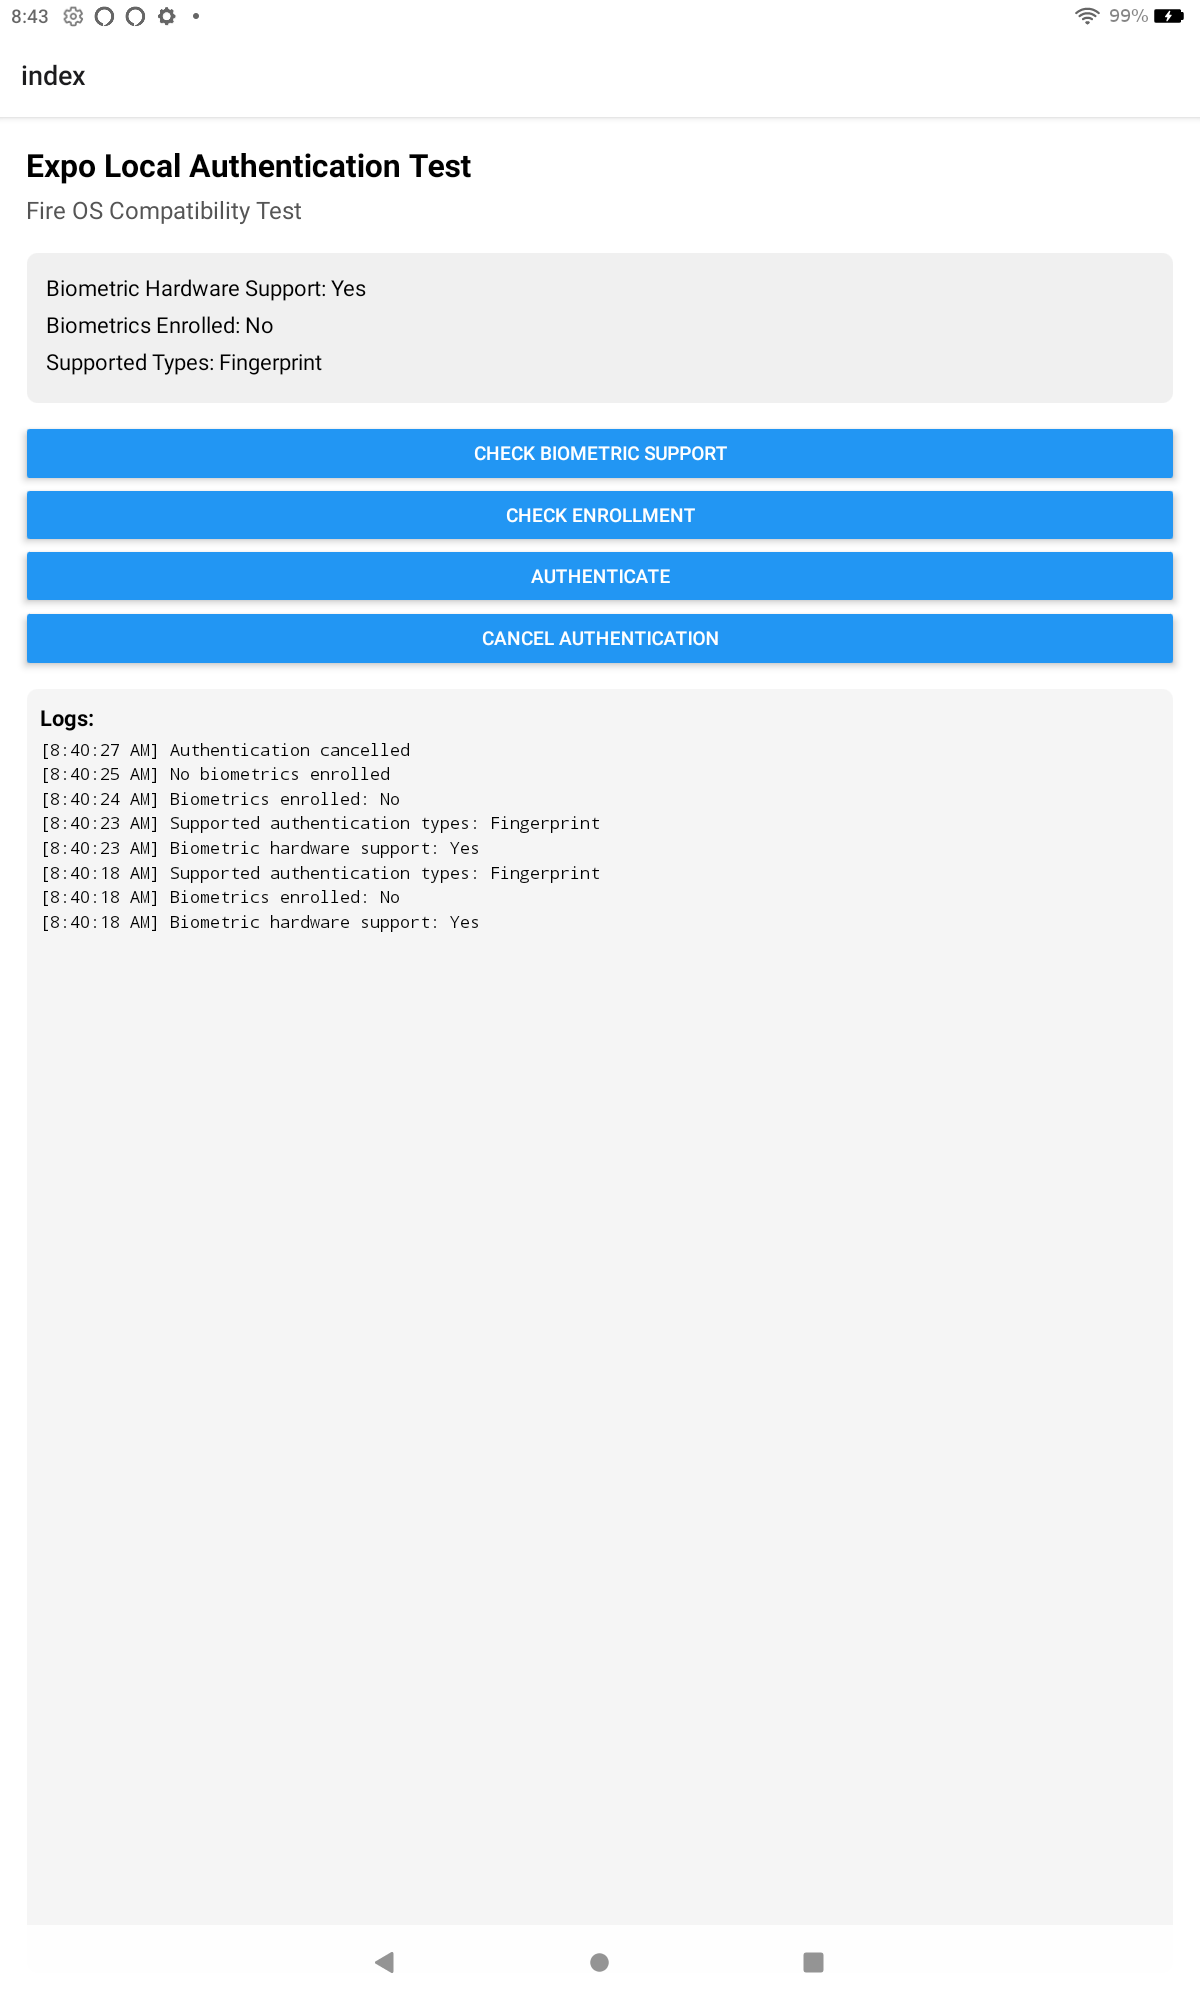 8:43
99%
index
Expo Local Authentication Test
Fire OS Compatibility Test
Biometric Hardware Support: Yes
Biometrics Enrolled: No
Supported Types: Fingerprint
CHECK BIOMETRIC SUPPORT
CHECK ENROLLMENT
AUTHENTICATE
CANCEL AUTHENTICATION
Logs:
[8:40:27 AM] Authentication cancelled
[8:40:25 AM] No biometrics enrolled
[8:40:24 AM] Biometrics enrolled: No
[8:40:23 AM] Supported authentication types: Fingerprint
[8:40:23 AM] Biometric hardware support: Yes
[8:40:18 AM] Supported authentication types: Fingerprint
[8:40:18 AM] Biometrics enrolled: No
[8:40:18 AM] Biometric hardware support: Yes